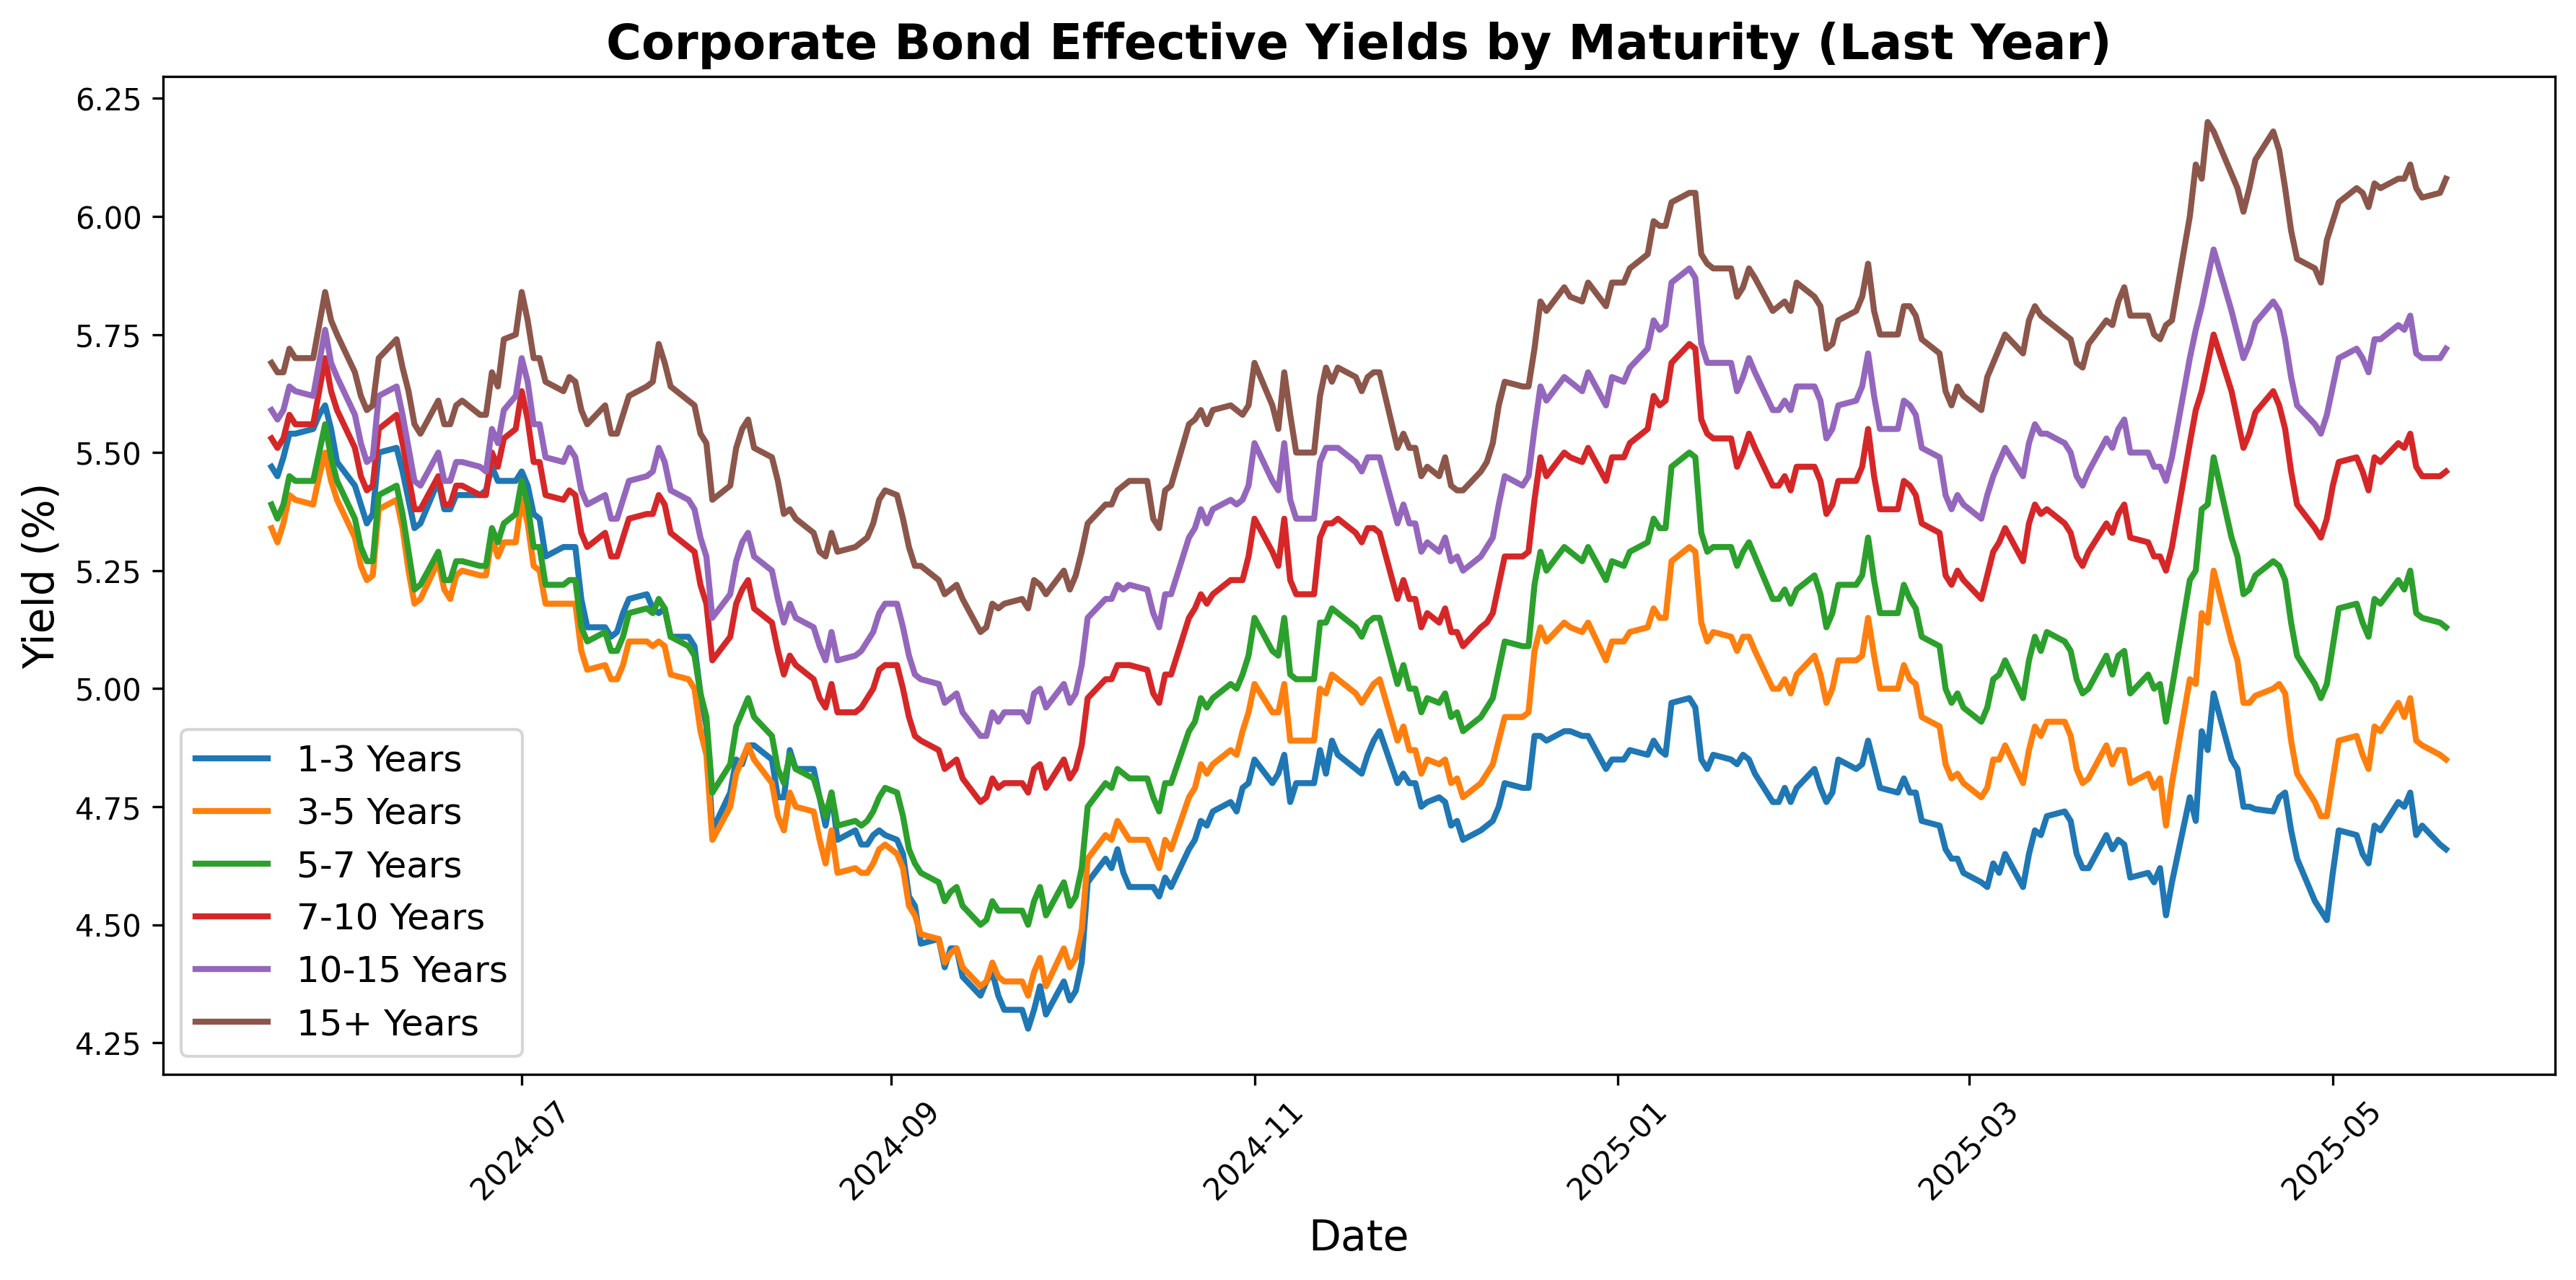 Corporate Bond Effective Yields by Maturity (Last Year)
Yield (%)
6.25
6.00
5.75
5.50
5.25
5.00
4.75
4.50
4.25
1-3 Years
3-5 Years
5-7 Years
7-10 Years
10-15 Years
15+ Years
2024-07
2024-09
2024-11
2025-01
2025-03
2025-05
Date